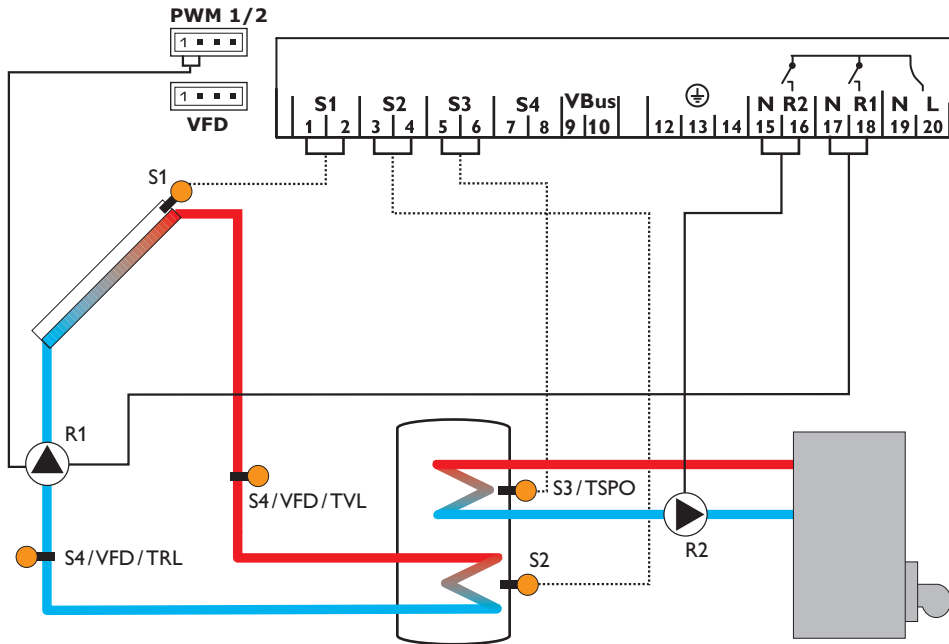 PWM 1/2
1
1
VFD
S1 S2 S3 S4 VBus N R2 N R1 N L
1 2 3 4 5 6 7 8 9 10 12 13 14 15 16 17 18 19 20
S1
R1
S4/VFD/TVL
S4/VFD/TRL
S3/TSPO
S2
R2